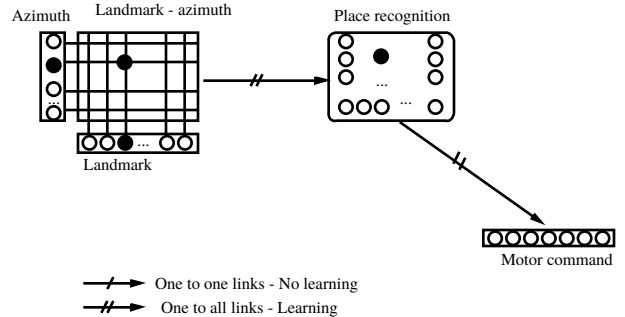 Azimuth
Landmark - azimuth
Place recognition
...
...
...
...
Landmark
Motor command
One to one links - No learning
One to all links - Learning